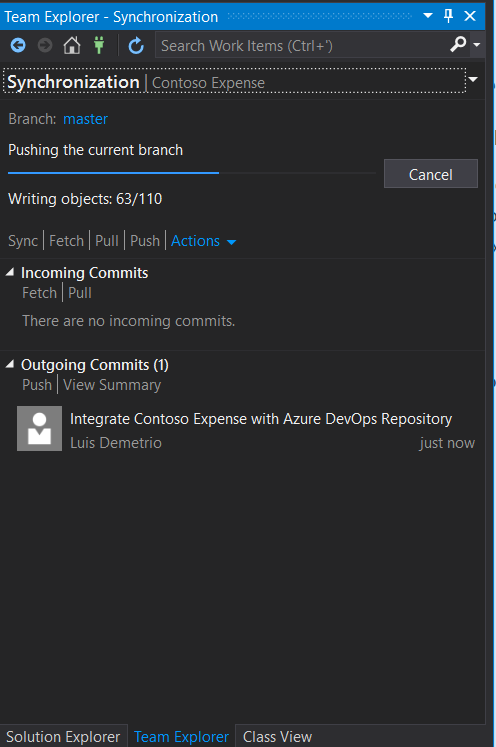 Team Explorer - Synchronization
Search Work Items (Ctrl+')
Synchronization | Contoso Expense
Branch: master
Pushing the current branch
Cancel
Writing objects: 63/110
Sync | Fetch | Pull | Push | Actions
Incoming Commits
Fetch | Pull
There are no incoming commits.
Outgoing Commits (1)
Push | View Summary
Integrate Contoso Expense with Azure DevOps Repository
Luis Demetrio just now
Solution Explorer Team Explorer Class View